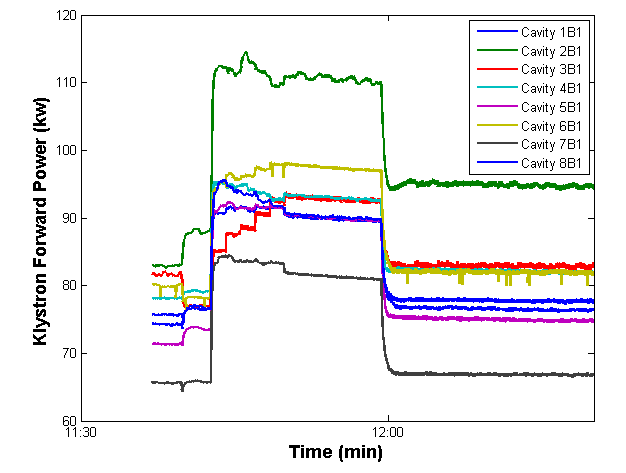 120
110
100
90
80
70
60
Klystron Forward Power (kw)
11:30
12:00
Time (min)
Cavity 1B1
Cavity 2B1
Cavity 3B1
Cavity 4B1
Cavity 5B1
Cavity 6B1
Cavity 7B1
Cavity 8B1